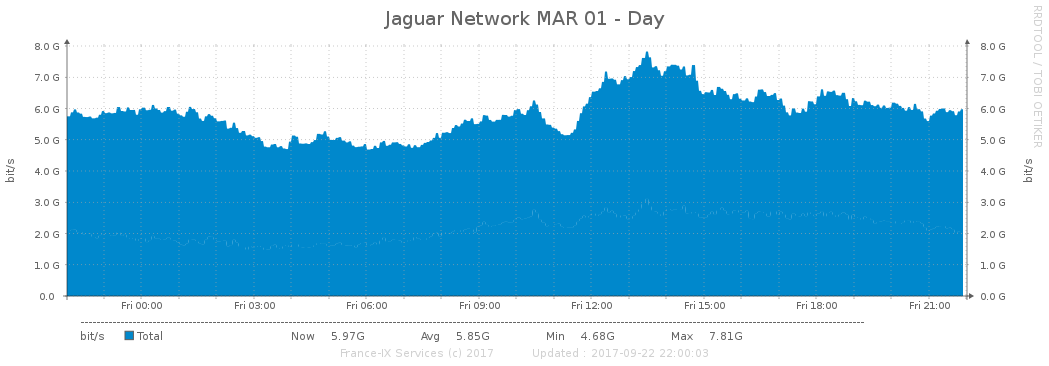 Jaguar Network MAR 01 - Day
RRDTOOL / TOBI OETIKER
bit/s
bit/s
8.0 G 8.0 G
7.0 G 7.0 G
6.0 G 6.0 G
5.0 G 5.0 G
4.0 G 4.0 G
3.0 G 3.0 G
2.0 G 2.0 G
1.0 G 1.0 G
0.0 0.0 G
Fri 00:00 Fri 03:00 Fri 06:00 Fri 09:00 Fri 12:00 Fri 15:00 Fri 18:00 Fri 21:00
bit/s Total Now 5.97G Avg 5.85G Min 4.68G Max 7.81G
France-IX Services (c) 2017 Updated : 2017-09-22 22:00:03